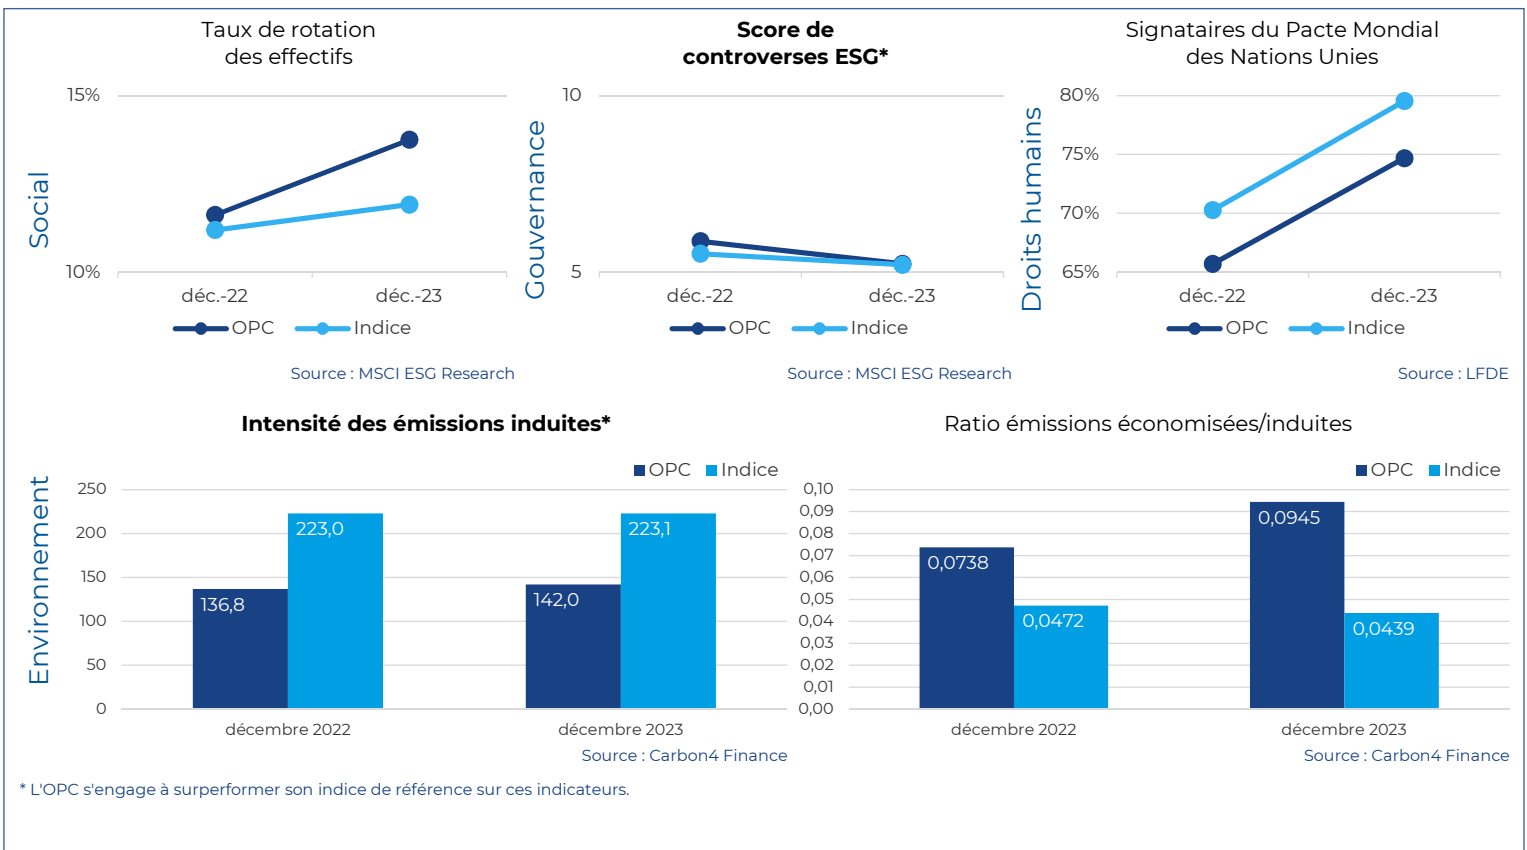 Taux de rotation
des effectifs
15%
10%
Social
déc.-22
déc.-23
OPC
Indice
Source : MSCI ESG Research
Score de
controverses ESG*
10
5
Gouvernance
déc.-22
déc.-23
OPC
Indice
Source : MSCI ESG Research
Signataires du Pacte Mondial
des Nations Unies
80%
75%
70%
65%
Droits humains
déc.-22
déc.-23
OPC
Indice
Source : LFDE
Intensité des émissions induites*
OPC
Indice
Environnement
250
200
150
100
50
0
136,8
223,0
142,0
223,1
décembre 2022
décembre 2023
Source : Carbon4 Finance
Ratio émissions économisées/induites
OPC
Indice
0,10
0,09
0,08
0,07
0,06
0,05
0,04
0,03
0,02
0,01
0,00
0,0738
0,0472
0,0945
0,0439
décembre 2022
décembre 2023
Source : Carbon4 Finance
* L'OPC s'engage à surperformer son indice de référence sur ces indicateurs.